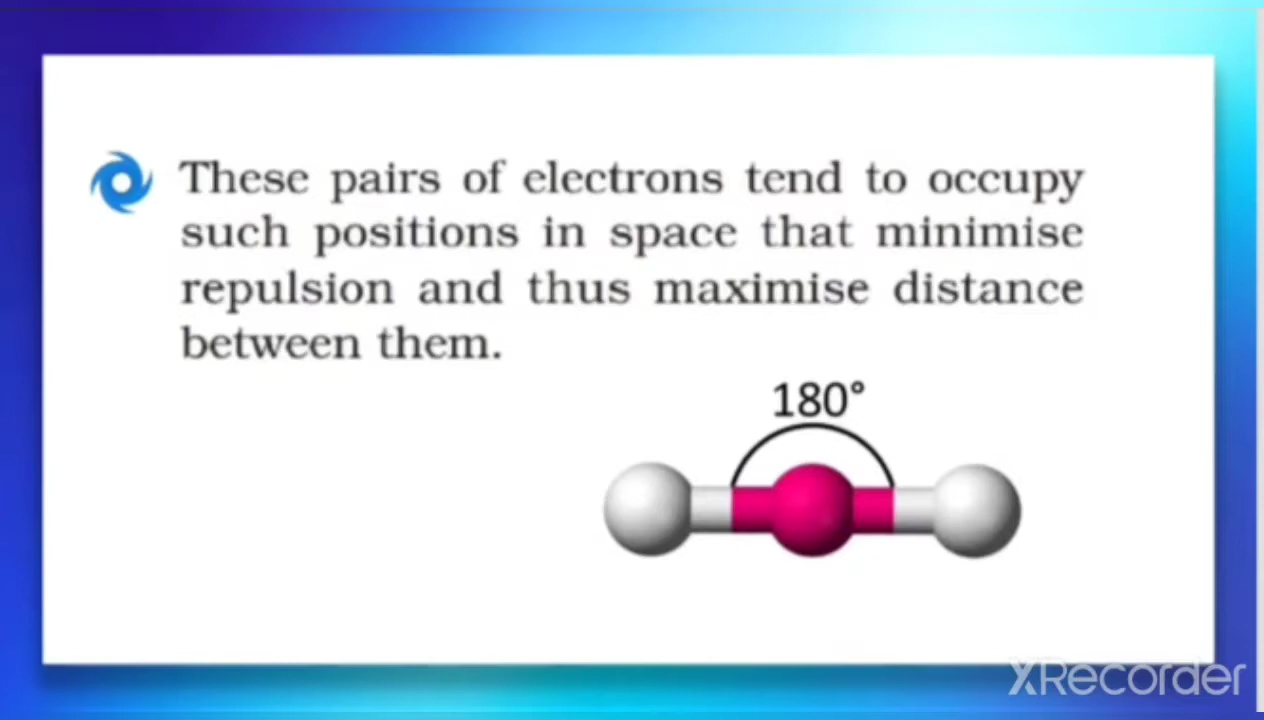 These pairs of electrons tend to occupy
such positions in space that minimise
repulsion and thus maximise distance
between them.
180°
XRecorder